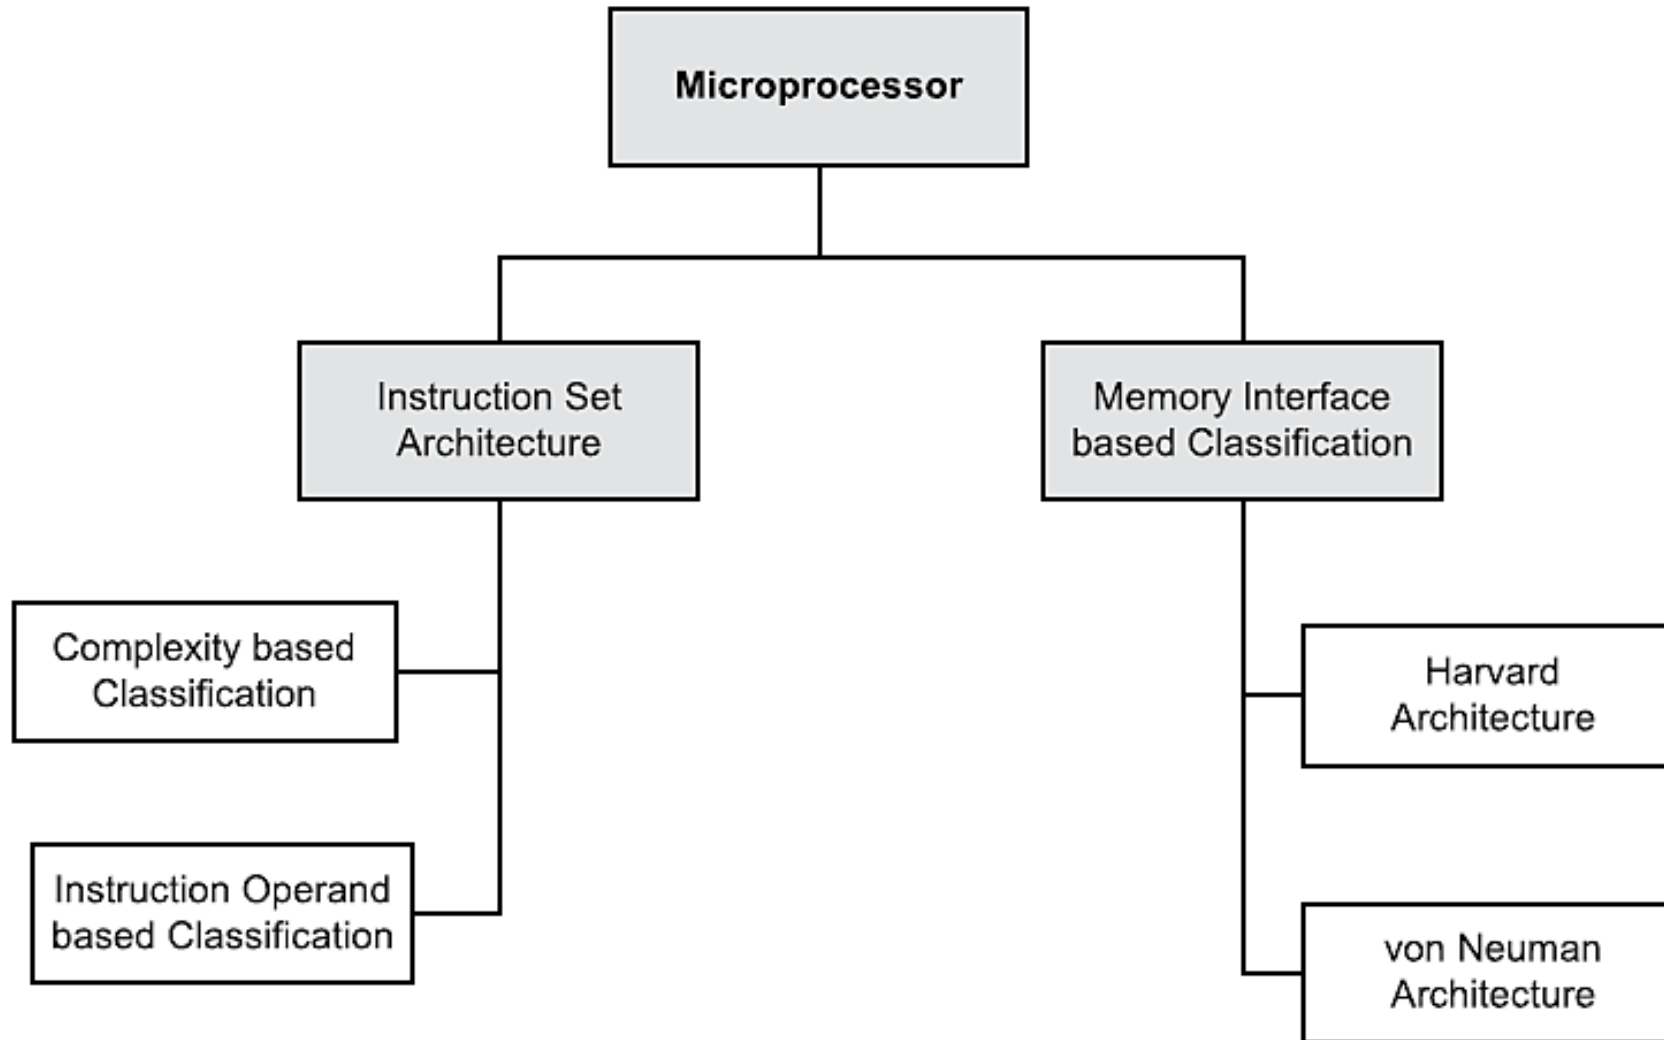 Microprocessor
Instruction Set
Architecture
Memory Interface
based Classification
Complexity based
Classification
Instruction Operand
based Classification
Harvard
Architecture
von Neuman
Architecture